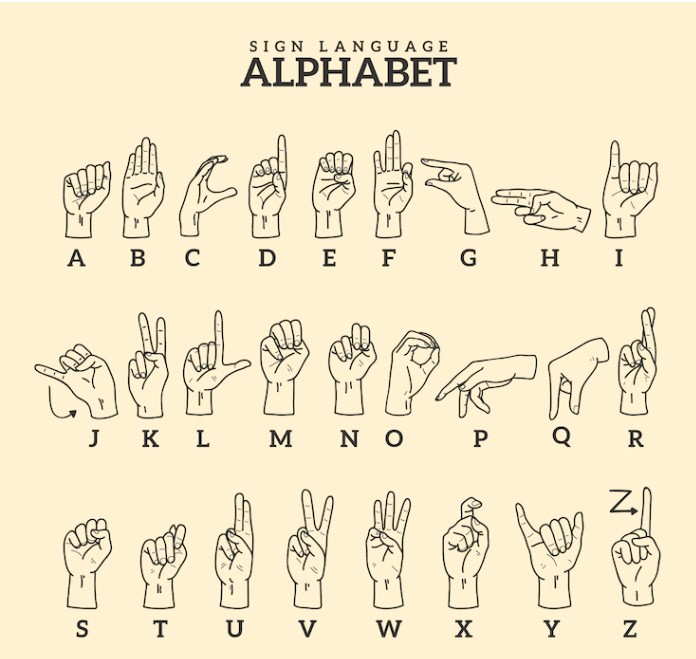 SIGN LANGUAGE
ALPHABET
A B C D E F G H I
J K L M N O P Q R
Z
S T U V W X Y Z